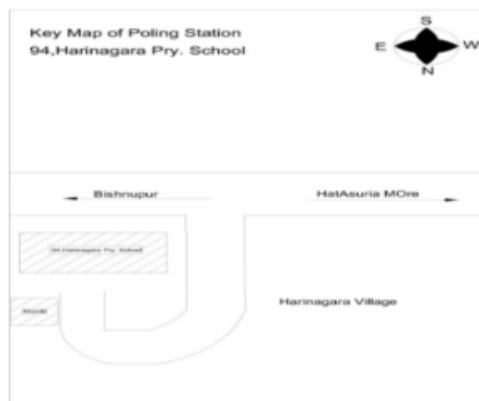 Key Map of Poling Station
94,Harinagara Pry. School
S
E
W
N
Bishnupur
HatAsuria MOre
94,Harinagara Pry. School
Harinagara Village